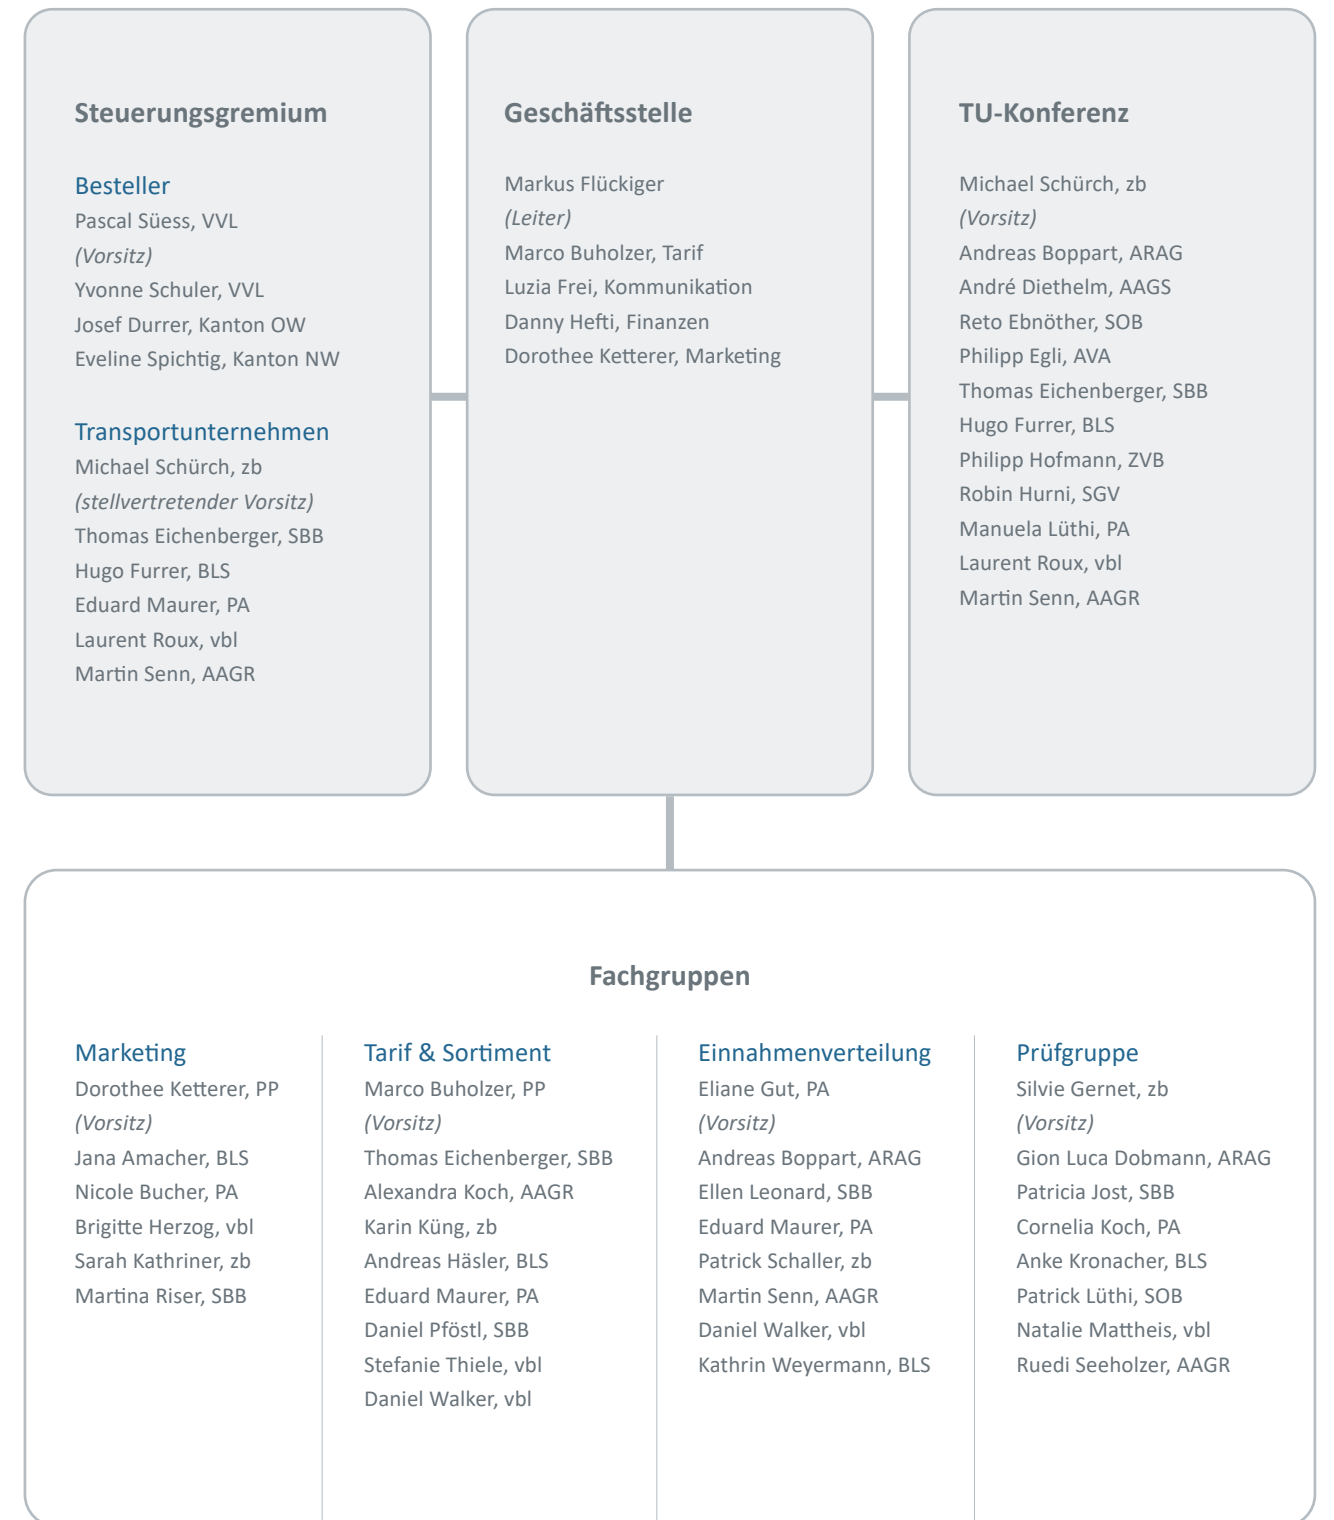 Steuerungsgremium
Besteller
Pascal Süess, VVL
(Vorsitz)
Yvonne Schuler, VVL
Josef Durrer, Kanton OW
Eveline Spichtig, Kanton NW
Transportunternehmen
Michael Schürch, zb
(stellvertretender Vorsitz)
Thomas Eichenberger, SBB
Hugo Furrer, BLS
Eduard Maurer, PA
Laurent Roux, vbl
Martin Senn, AAGR
Geschäftsstelle
Markus Flückiger
(Leiter)
Marco Buholzer, Tarif
Luzia Frei, Kommunikation
Danny Hefti, Finanzen
Dorothee Ketterer, Marketing
TU-Konferenz
Michael Schürch, zb
(Vorsitz)
Andreas Boppart, ARAG
André Diethelm, AAGS
Reto Ebnöther, SOB
Philipp Egli, AVA
Thomas Eichenberger, SBB
Hugo Furrer, BLS
Philipp Hofmann, ZVB
Robin Hurni, SGV
Manuela Lüthi, PA
Laurent Roux, vbl
Martin Senn, AAGR
Fachgruppen
Marketing
Dorothee Ketterer, PP
(Vorsitz)
Jana Amacher, BLS
Nicole Bucher, PA
Brigitte Herzog, vbl
Sarah Kathriner, zb
Martina Riser, SBB
Tarif & Sortiment
Marco Buholzer, PP
(Vorsitz)
Thomas Eichenberger, SBB
Alexandra Koch, AAGR
Karin Küng, zb
Andreas Häsler, BLS
Eduard Maurer, PA
Daniel Pföstl, SBB
Stefanie Thiele, vbl
Daniel Walker, vbl
Einnahmenverteilung
Eliane Gut, PA
(Vorsitz)
Andreas Boppart, ARAG
Ellen Leonard, SBB
Eduard Maurer, PA
Patrick Schaller, zb
Martin Senn, AAGR
Daniel Walker, vbl
Kathrin Weyermann, BLS
Prüfgruppe
Silvie Gernet, zb
(Vorsitz)
Gion Luca Dobmann, ARAG
Patricia Jost, SBB
Cornelia Koch, PA
Anke Kronacher, BLS
Patrick Lüthi, SOB
Natalie Mattheis, vbl
Ruedi Seeholzer, AAGR